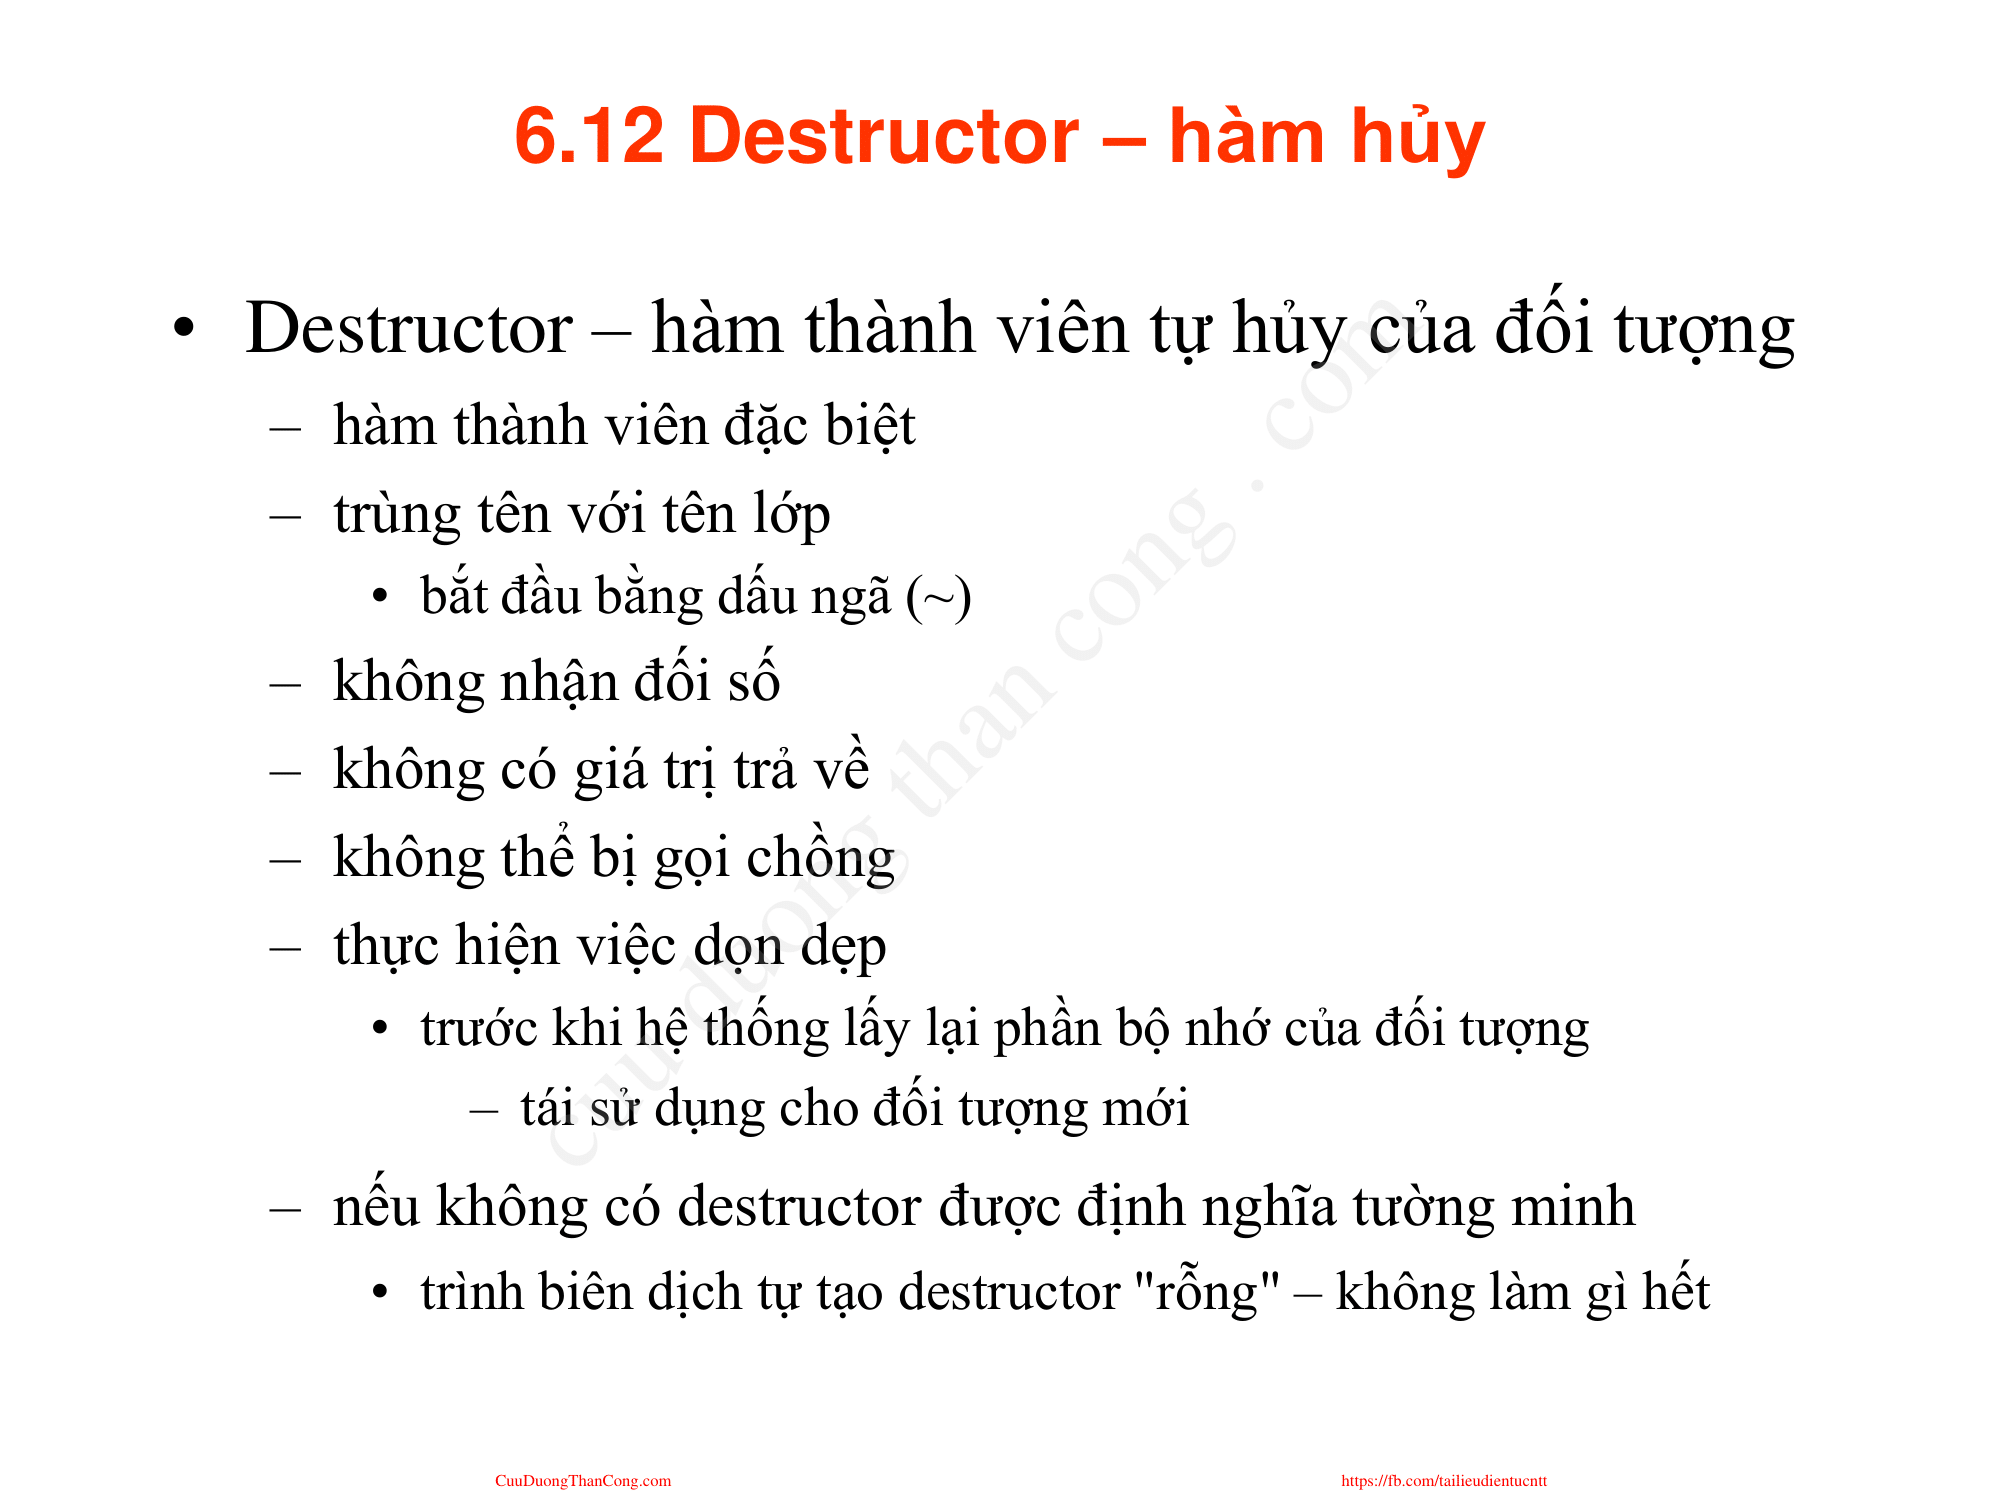 6.12 Destructor – hàm hủy
• Destructor – hàm thành viên tự hủy của đối tượng
– hàm thành viên đặc biệt
– trùng tên với tên lớp
• bắt đầu bằng dấu ngã (~)
– không nhận đối số
– không có giá trị trả về
– không thể bị gọi chồng
– thực hiện việc dọn dẹp
• trước khi hệ thống lấy lại phần bộ nhớ của đối tượng
– tái sử dụng cho đối tượng mới
– nếu không có destructor được định nghĩa tường minh
• trình biên dịch tự tạo destructor "rỗng" – không làm gì hết
cuu duong than cong . com
CuuDuongThanCong.com
https://fb.com/tailieudientucntt